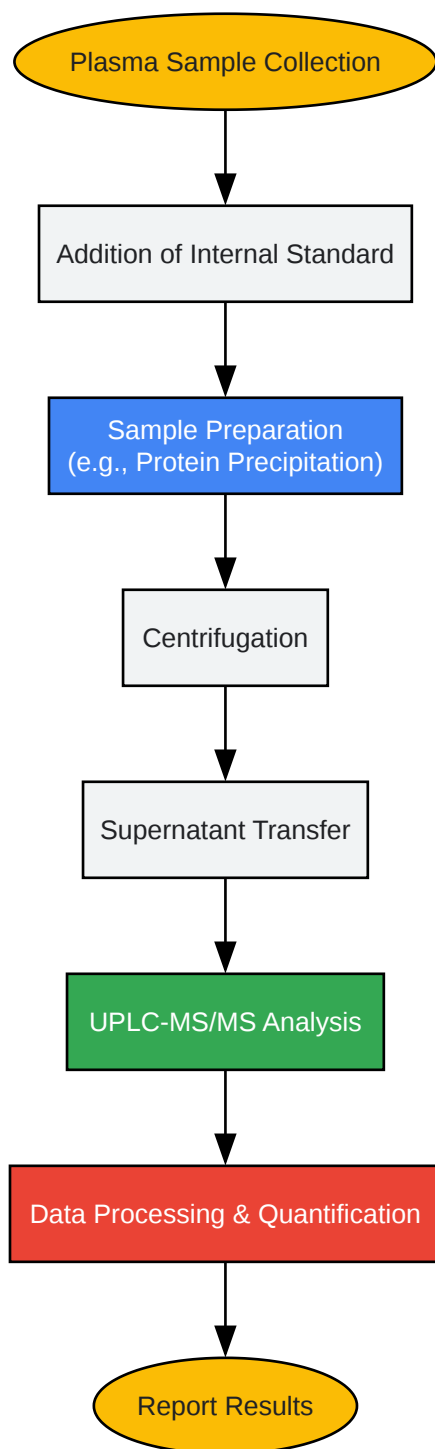 Plasma Sample Collection
Addition of Internal Standard
Sample Preparation
(e.g., Protein Precipitation)
Centrifugation
Supernatant Transfer
UPLC-MS/MS Analysis
Data Processing & Quantification
Report Results